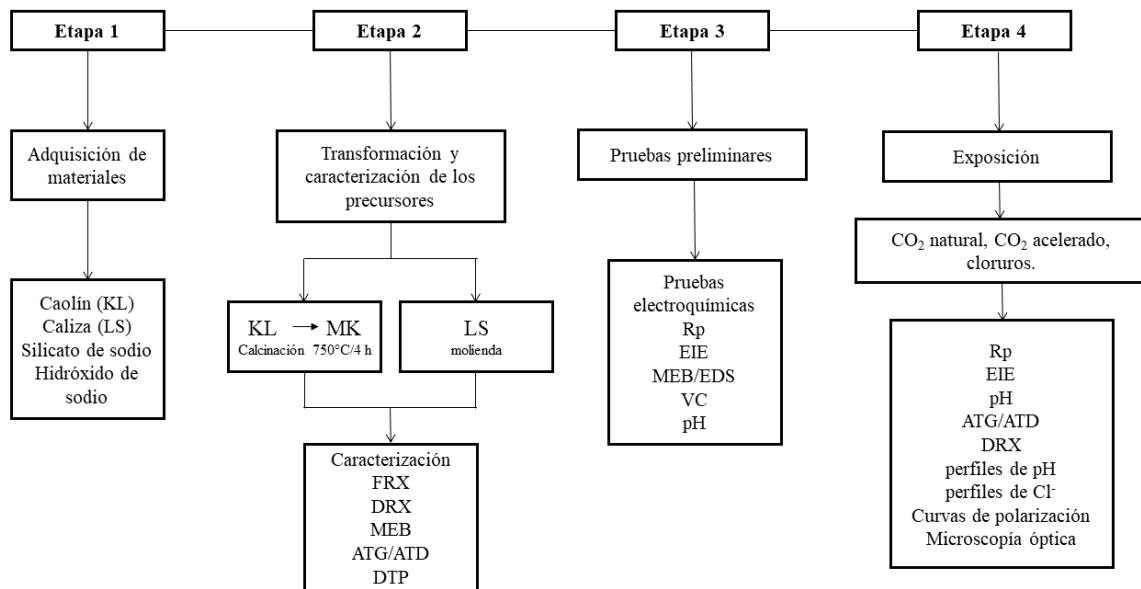 Etapa 1
Etapa 2
Etapa 3
Etapa 4
Adquisición de
materiales
Transformación y
caracterización de los
precursores
Pruebas preliminares
Exposición
Caolín (KL)
Caliza (LS)
Silicato de sodio
Hidróxido de
sodio
KL → MK
Calcinación 750°C/4 h
LS
molienda
Caracterización
FRX
DRX
MEB
ATG/ATD
DTP
Pruebas
electroquímicas
Rp
EIE
MEB/EDS
VC
pH
CO₂ natural, CO₂ acelerado,
cloruros.
Rp
EIE
pH
ATG/ATD
DRX
perfiles de pH
perfiles de Cl⁻
Curvas de polarización
Microscopía óptica